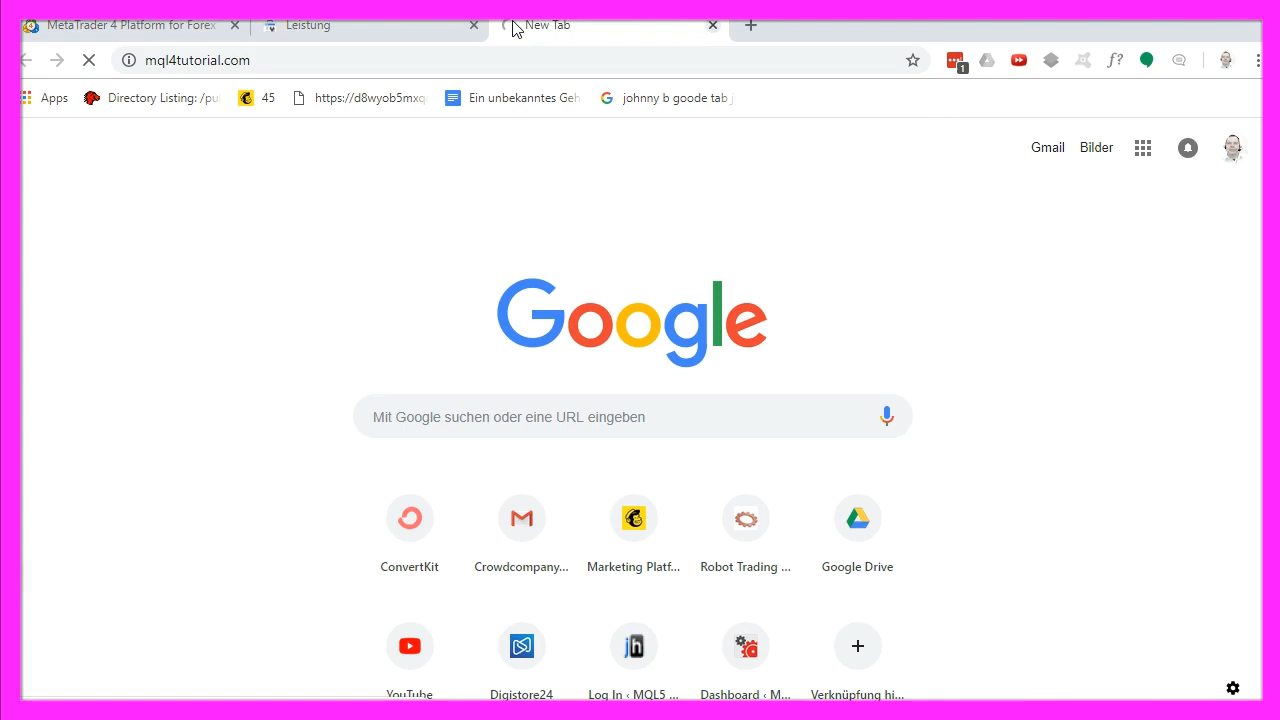 MetaTrader 4 Platform for Forex
Leistung
New Tab
mql4tutorial.com
1
Apps
Directory Listing: /pu
45
https://d8wyob5mxq
Ein unbekanntes Geh
johnny b goode tab j
Gmail
Bilder
Google
Mit Google suchen oder eine URL eingeben
ConvertKit
Crowdcompany...
Marketing Platf...
Robot Trading ...
Google Drive
YouTube
Digistore24
Log In ‹ MQL5 ...
Dashboard ‹ M...
Verknüpfung hi...